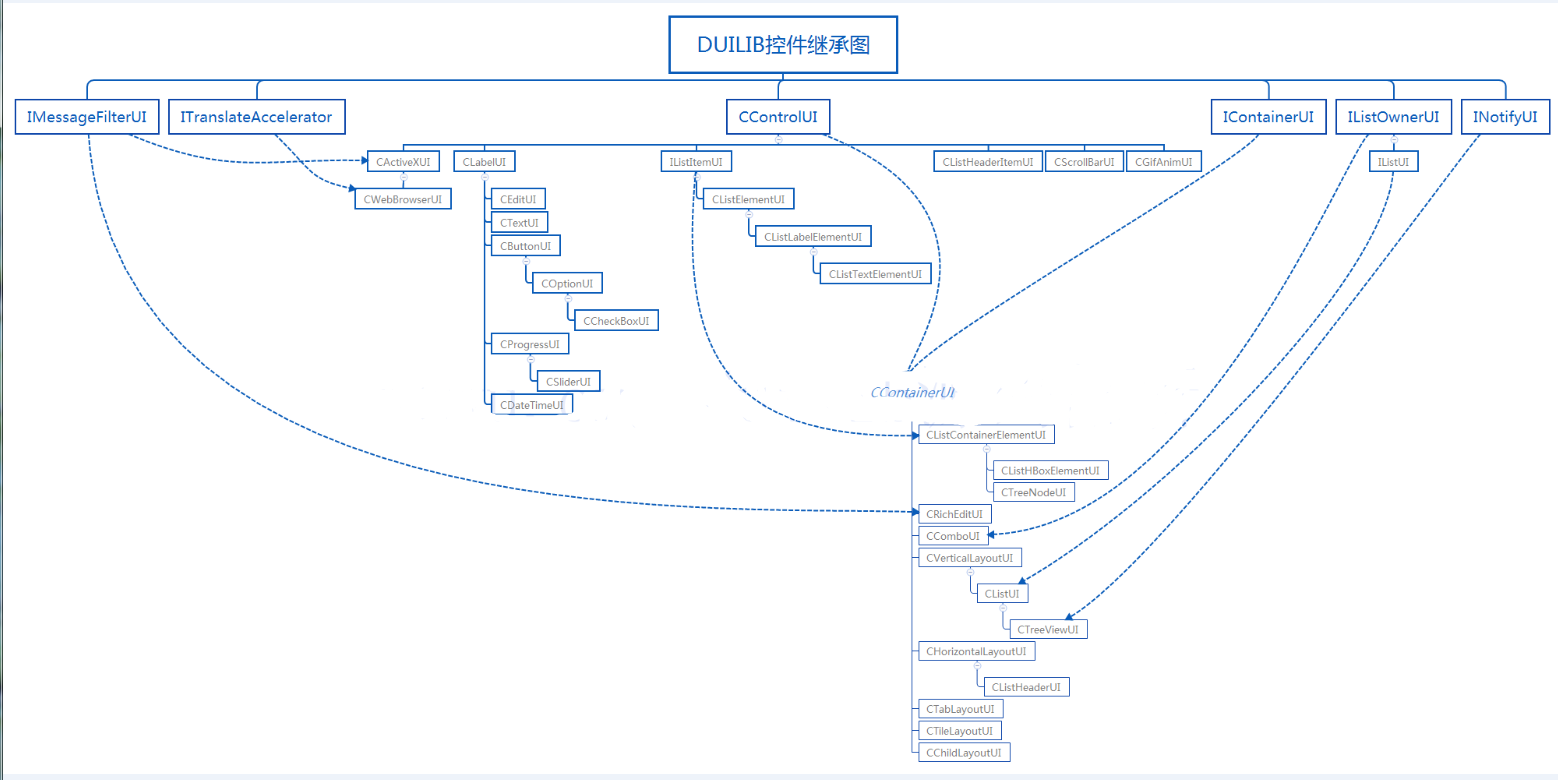 DUILIB控件继承图
IMessageFilterUI
ITranslateAccelerator
CControlUI
IContainerUI
IListOwnerUI
INotifyUI
CActiveXUI
CLabelUI
IListItemUI
CListHeaderItemUI
CScrollBarUI
CGifAnimUI
IListUI
CWebBrowserUI
CEditUI
CListElementUI
CTextUI
CListLabelElementUI
CButtonUI
CListTextElementUI
COptionUI
CCheckBoxUI
CProgressUI
CSliderUI
CContainerUI
CDateTimeUI
CListContainerElementUI
CListHBoxElementUI
CTreeNodeUI
CRichEditUI
CComboUI
CVerticalLayoutUI
CListUI
CTreeViewUI
CHorizontalLayoutUI
CListHeaderUI
CTabLayoutUI
CTileLayoutUI
CChildLayoutUI